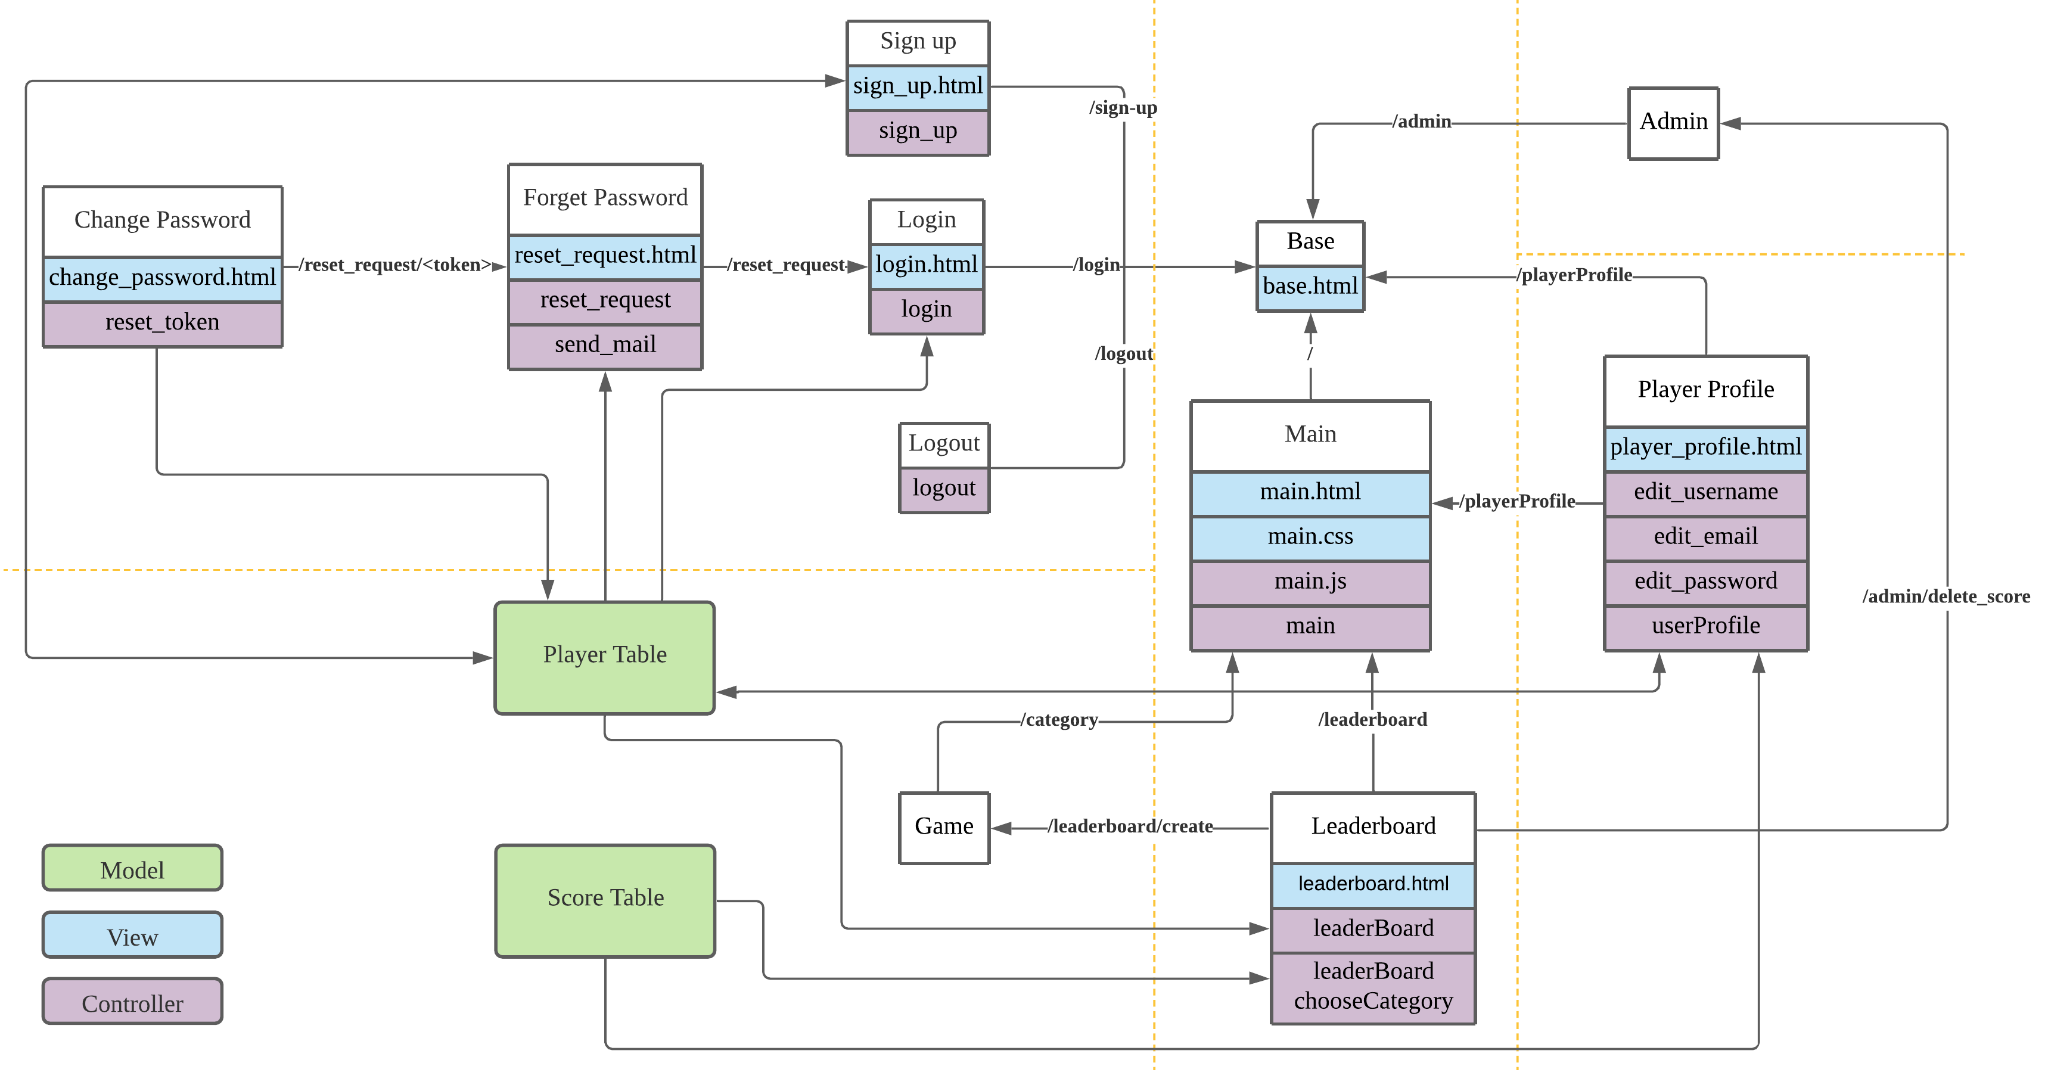 Sign up
sign_up.html
sign_up
/sign-up
/admin
Admin
Change Password
change_password.html
reset_token
/reset_request/<token>
Forget Password
reset_request.html
reset_request
send_mail
/reset_request
Login
login.html
login
/login
Base
base.html
/playerProfile
/logout
/
Logout
logout
Main
main.html
main.css
main.js
main
/playerProfile
Player Profile
player_profile.html
edit_username
edit_email
edit_password
userProfile
/admin/delete_score
Player Table
/category
/leaderboard
Game
/leaderboard/create
Leaderboard
leaderboard.html
leaderBoard
leaderBoard
chooseCategory
Score Table
Model
View
Controller